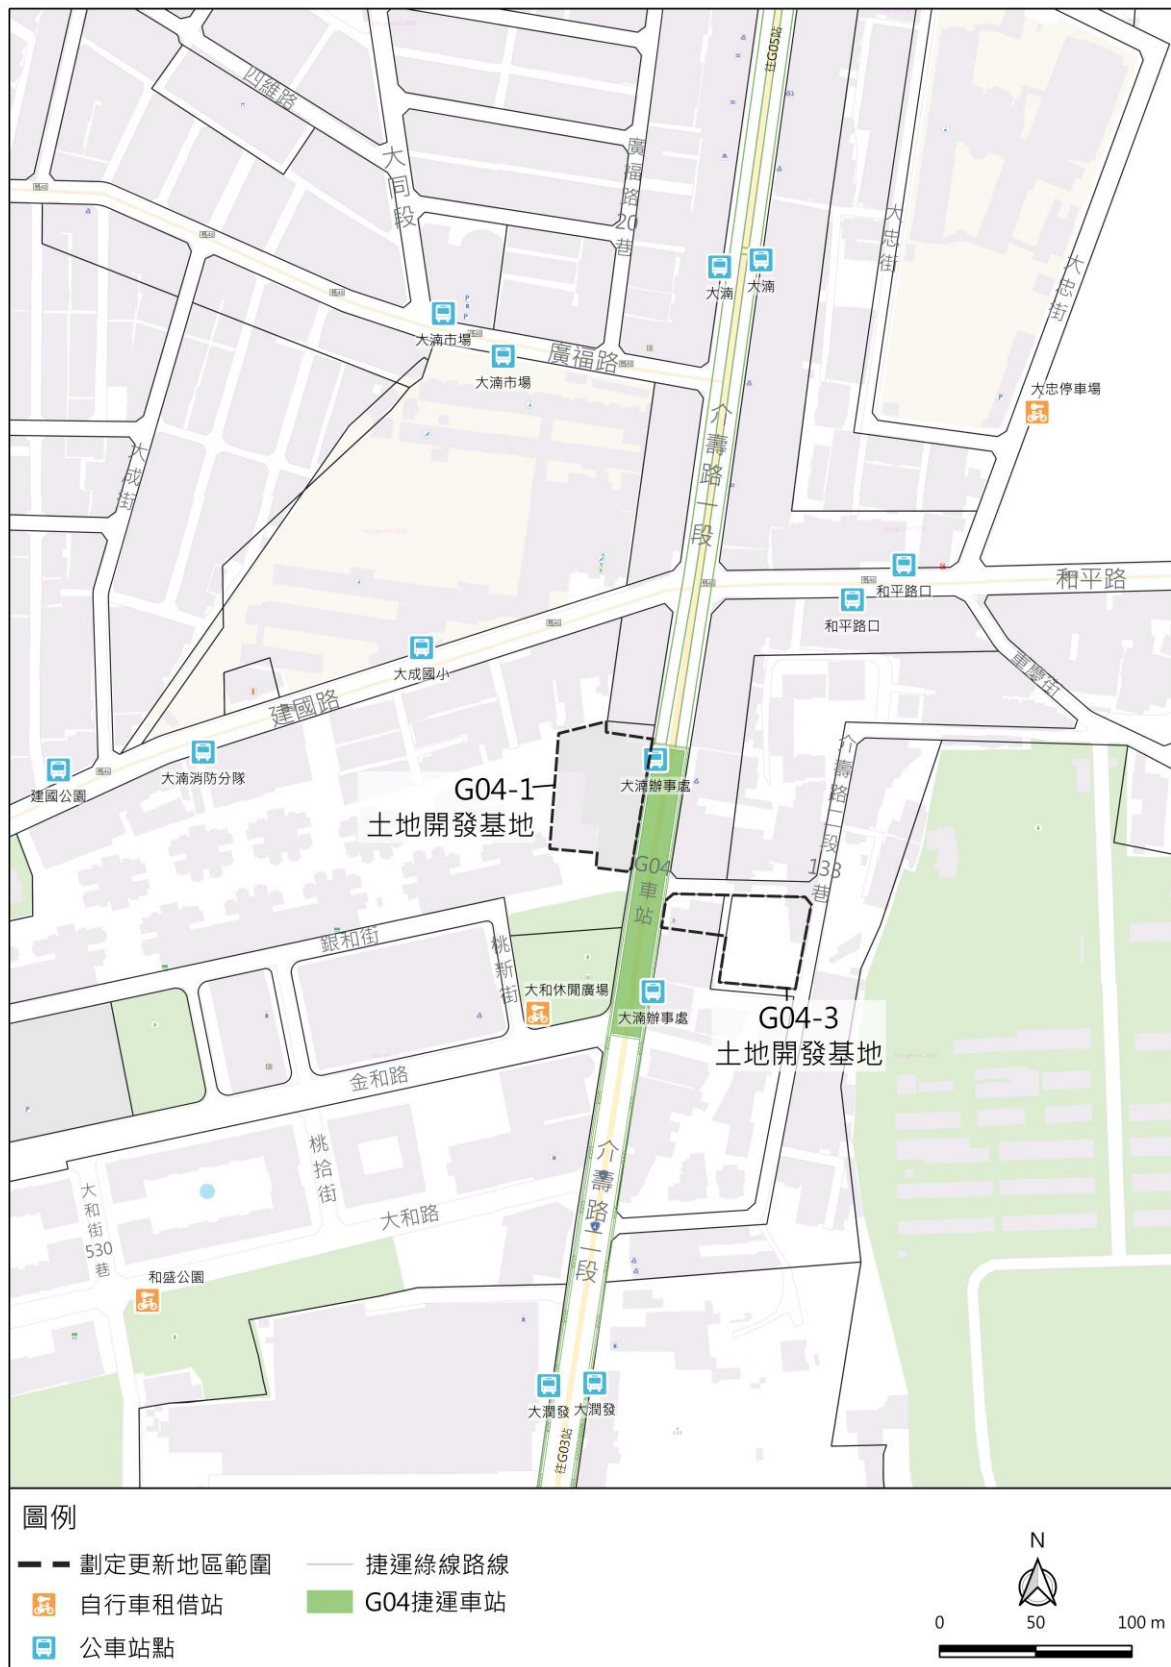 往G05站
四維路
大同段
廣福路20巷
大忠街
大忠街
大湳
大湳
大湳市場
大湳市場
廣福路
大忠停車場
介壽路一段
大成街
和平路
和平路口
和平路口
大成國小
重慶街
建國路
大湳消防分隊
建國公園
大湳辦事處
G04-1
土地開發基地
介壽路二段133巷
G04車站
銀和街
桃新街
大和休閒廣場
大湳辦事處
G04-3
土地開發基地
金和路
桃拾街
介壽路二段
大和街530巷
大和路
和盛公園
大潤發
大潤發
往G03站
圖例
劃定更新地區範圍
捷運綠線路線
自行車租借站
G04捷運車站
公車站點
N
0 50 100 m